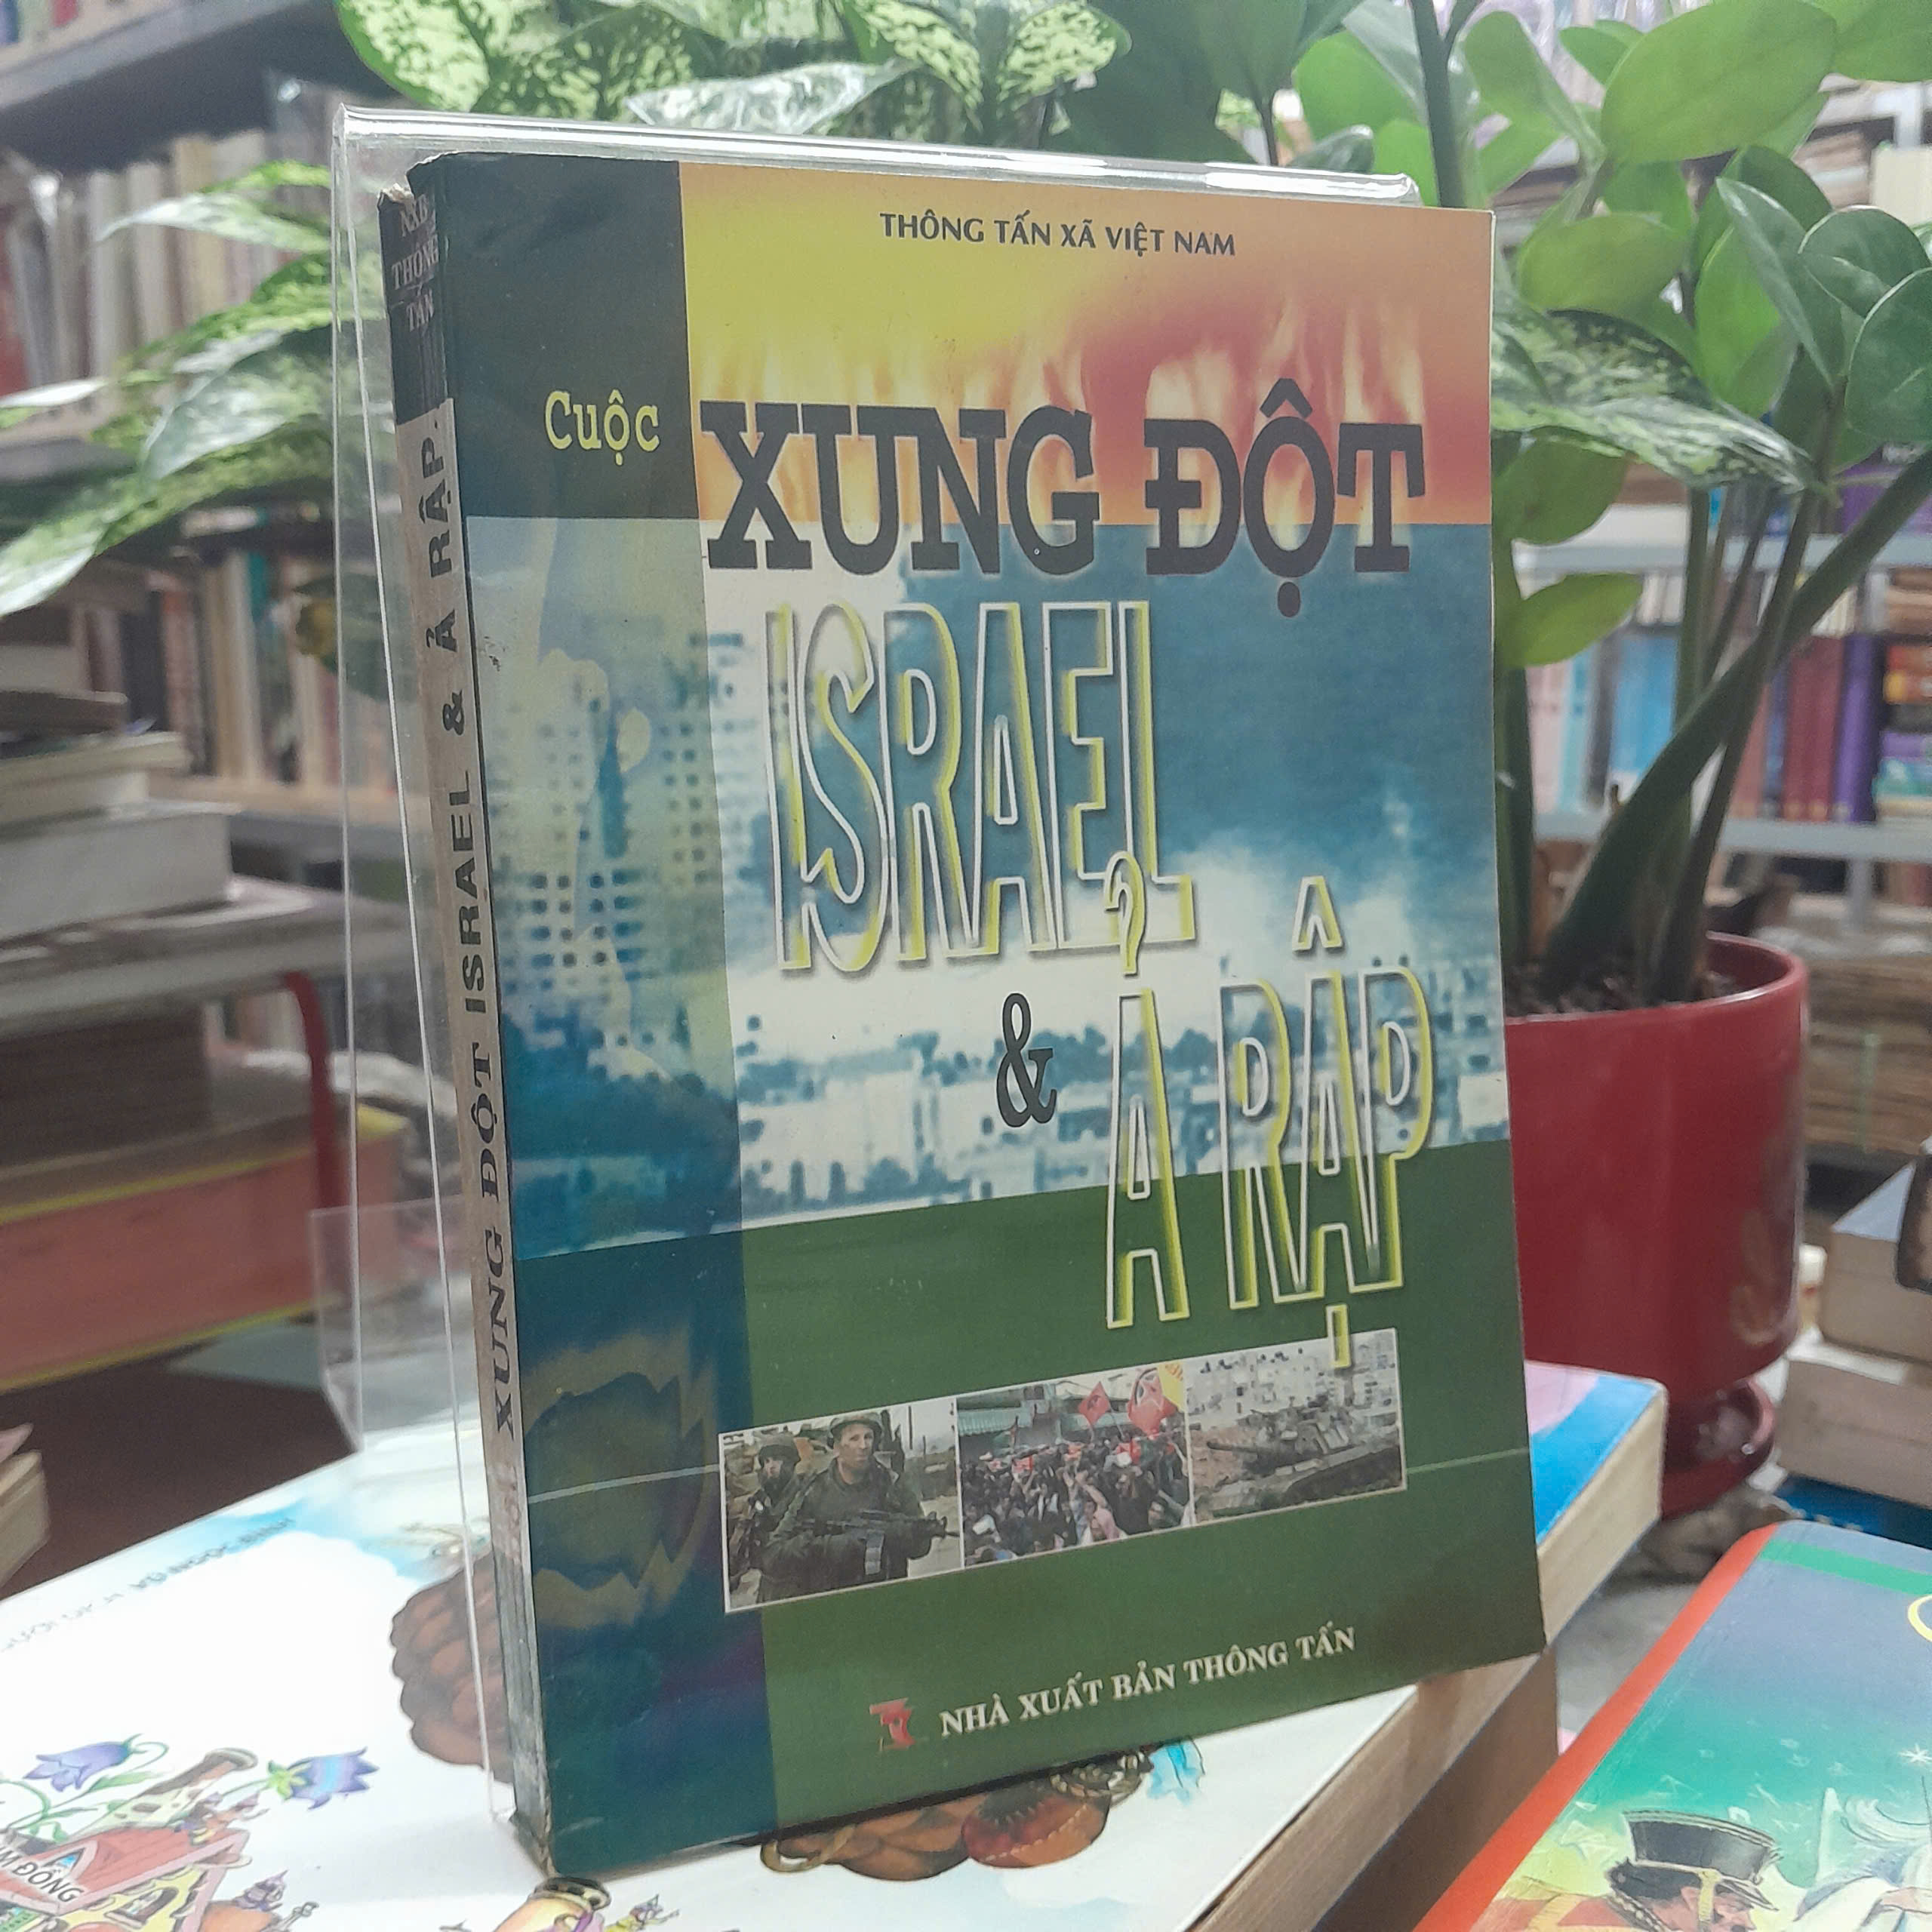 THÔNG TẤN XÃ VIỆT NAM
Cuộc XUNG ĐỘT
ISRAEL
& Ả RẬP
NHÀ XUẤT BẢN THÔNG TẤN
NXB
THÔNG
TẤN
XUNG ĐỘT ISRAEL & Ả RẬP.
ĐỒNG